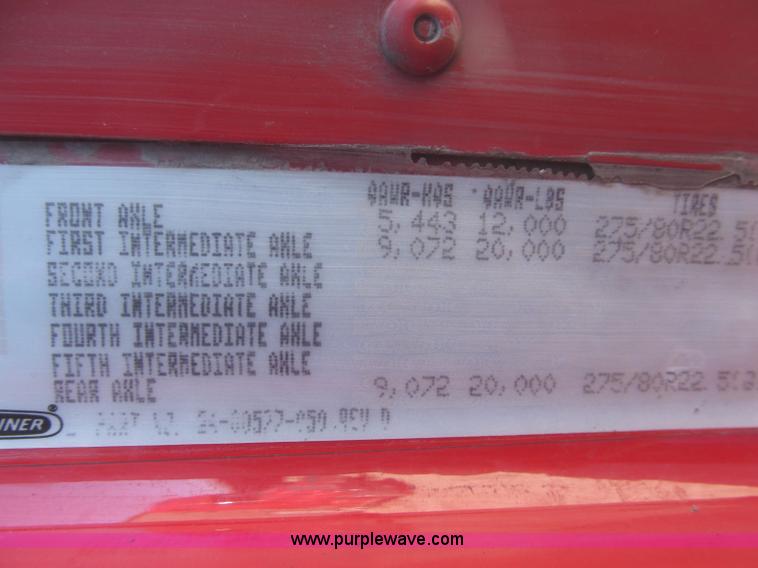 GAWR-KGS GAWR-LBS TIRES
FRONT AXLE 5,443 12,000 275/80R22.5(
FIRST INTERMEDIATE AXLE 9,072 20,000 275/80R22.5(
SECOND INTERMEDIATE AXLE
THIRD INTERMEDIATE AXLE
FOURTH INTERMEDIATE AXLE
FIFTH INTERMEDIATE AXLE
REAR AXLE 9,072 20,000 275/80R22.5(
INER®
PART
www.purplewave.com